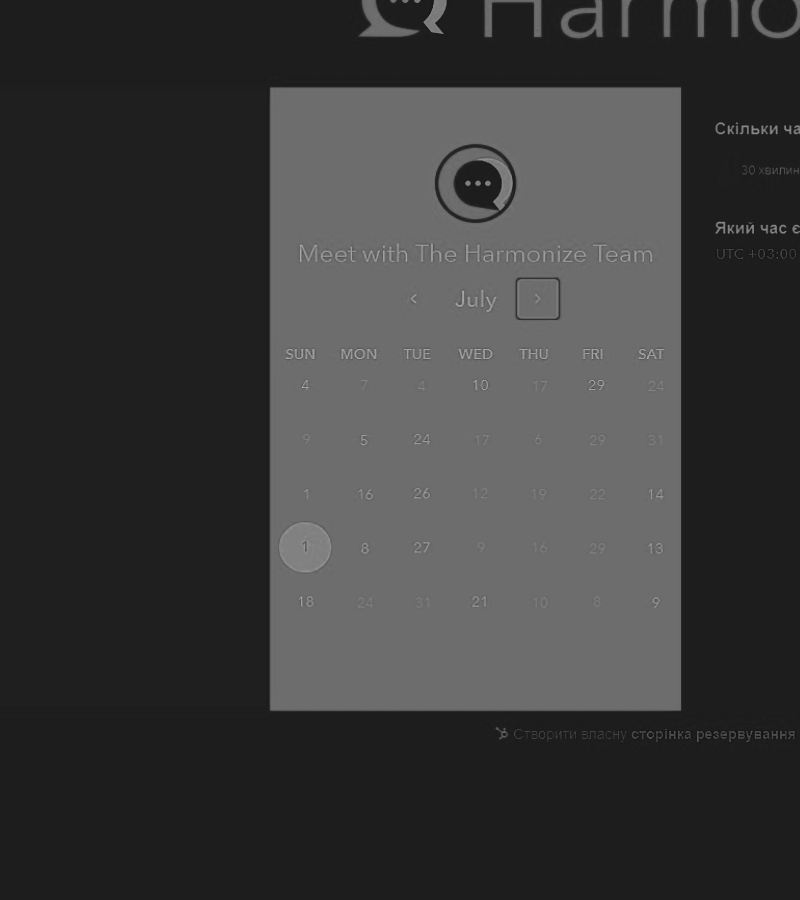 Harmo
Скільки ча
30 хвилин
Який час є
UTC +03:00
Meet with The Harmonize Team
July
SUN MON TUE WED THU FRI SAT
4 7 4 10 17 29 24
9 5 24 17 6 29 31
1 16 26 12 19 22 14
1 8 27 9 16 29 13
18 24 31 21 10 8 9
Створити власну сторінка резервування